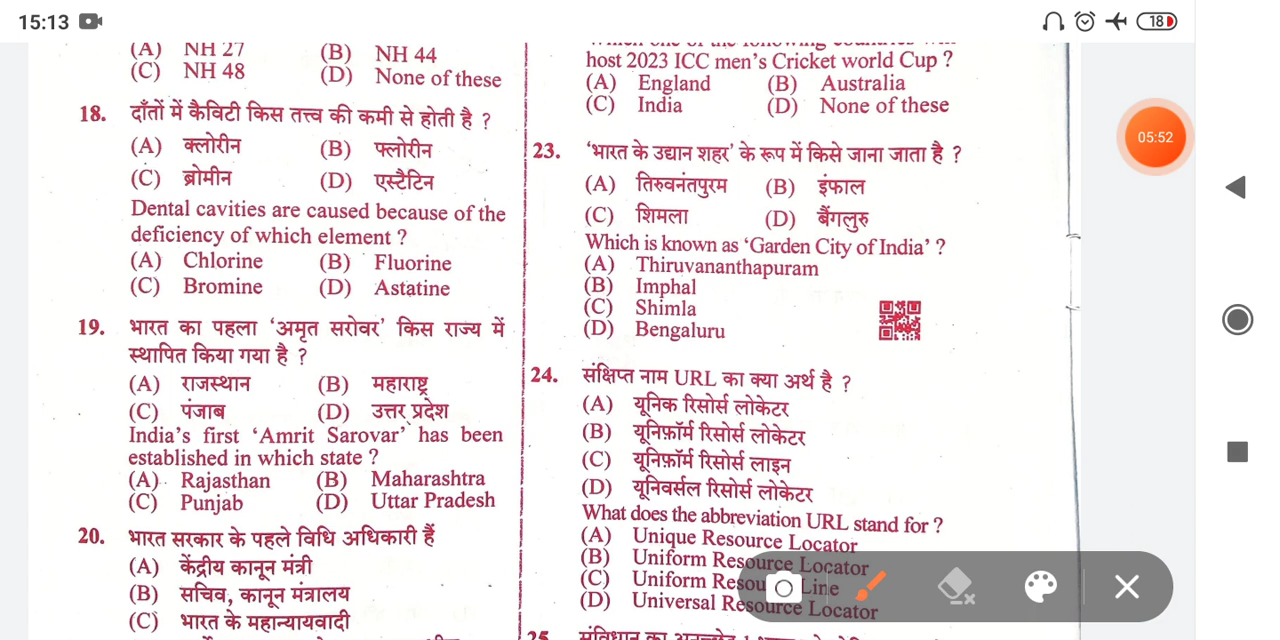 15:13
18
(A) NH 27 (B) NH 44
(C) NH 48 (D) None of these
18. दाँतों में कैविटी किस तत्त्व की कमी से होती है ?
(A) क्लोरीन (B) फ्लोरीन
(C) ब्रोमीन (D) एस्टैटिन
Dental cavities are caused because of the
deficiency of which element ?
(A) Chlorine (B) Fluorine
(C) Bromine (D) Astatine
19. भारत का पहला ‘अमृत सरोवर’ किस राज्य में
स्थापित किया गया है ?
(A) राजस्थान (B) महाराष्ट्र
(C) पंजाब (D) उत्तर प्रदेश
India’s first ‘Amrit Sarovar’ has been
established in which state ?
(A) Rajasthan (B) Maharashtra
(C) Punjab (D) Uttar Pradesh
20. भारत सरकार के पहले विधि अधिकारी हैं
(A) केंद्रीय कानून मंत्री
(B) सचिव, कानून मंत्रालय
(C) भारत के महान्यायवादी
host 2023 ICC men’s Cricket world Cup ?
(A) England (B) Australia
(C) India (D) None of these
23. ‘भारत के उद्यान शहर’ के रूप में किसे जाना जाता है ?
(A) तिरुवनंतपुरम (B) इंफाल
(C) शिमला (D) बैंगलुरु
Which is known as ‘Garden City of India’ ?
(A) Thiruvananthapuram
(B) Imphal
(C) Shimla
(D) Bengaluru
24. संक्षिप्त नाम URL का क्या अर्थ है ?
(A) यूनिक रिसोर्स लोकेटर
(B) यूनिफ़ॉर्म रिसोर्स लोकेटर
(C) यूनिफ़ॉर्म रिसोर्स लाइन
(D) यूनिवर्सल रिसोर्स लोकेटर
What does the abbreviation URL stand for ?
(A) Unique Resource Locator
(B) Uniform Resource Locator
(C) Uniform Line
(D) Universal Resource Locator
25.
05:52